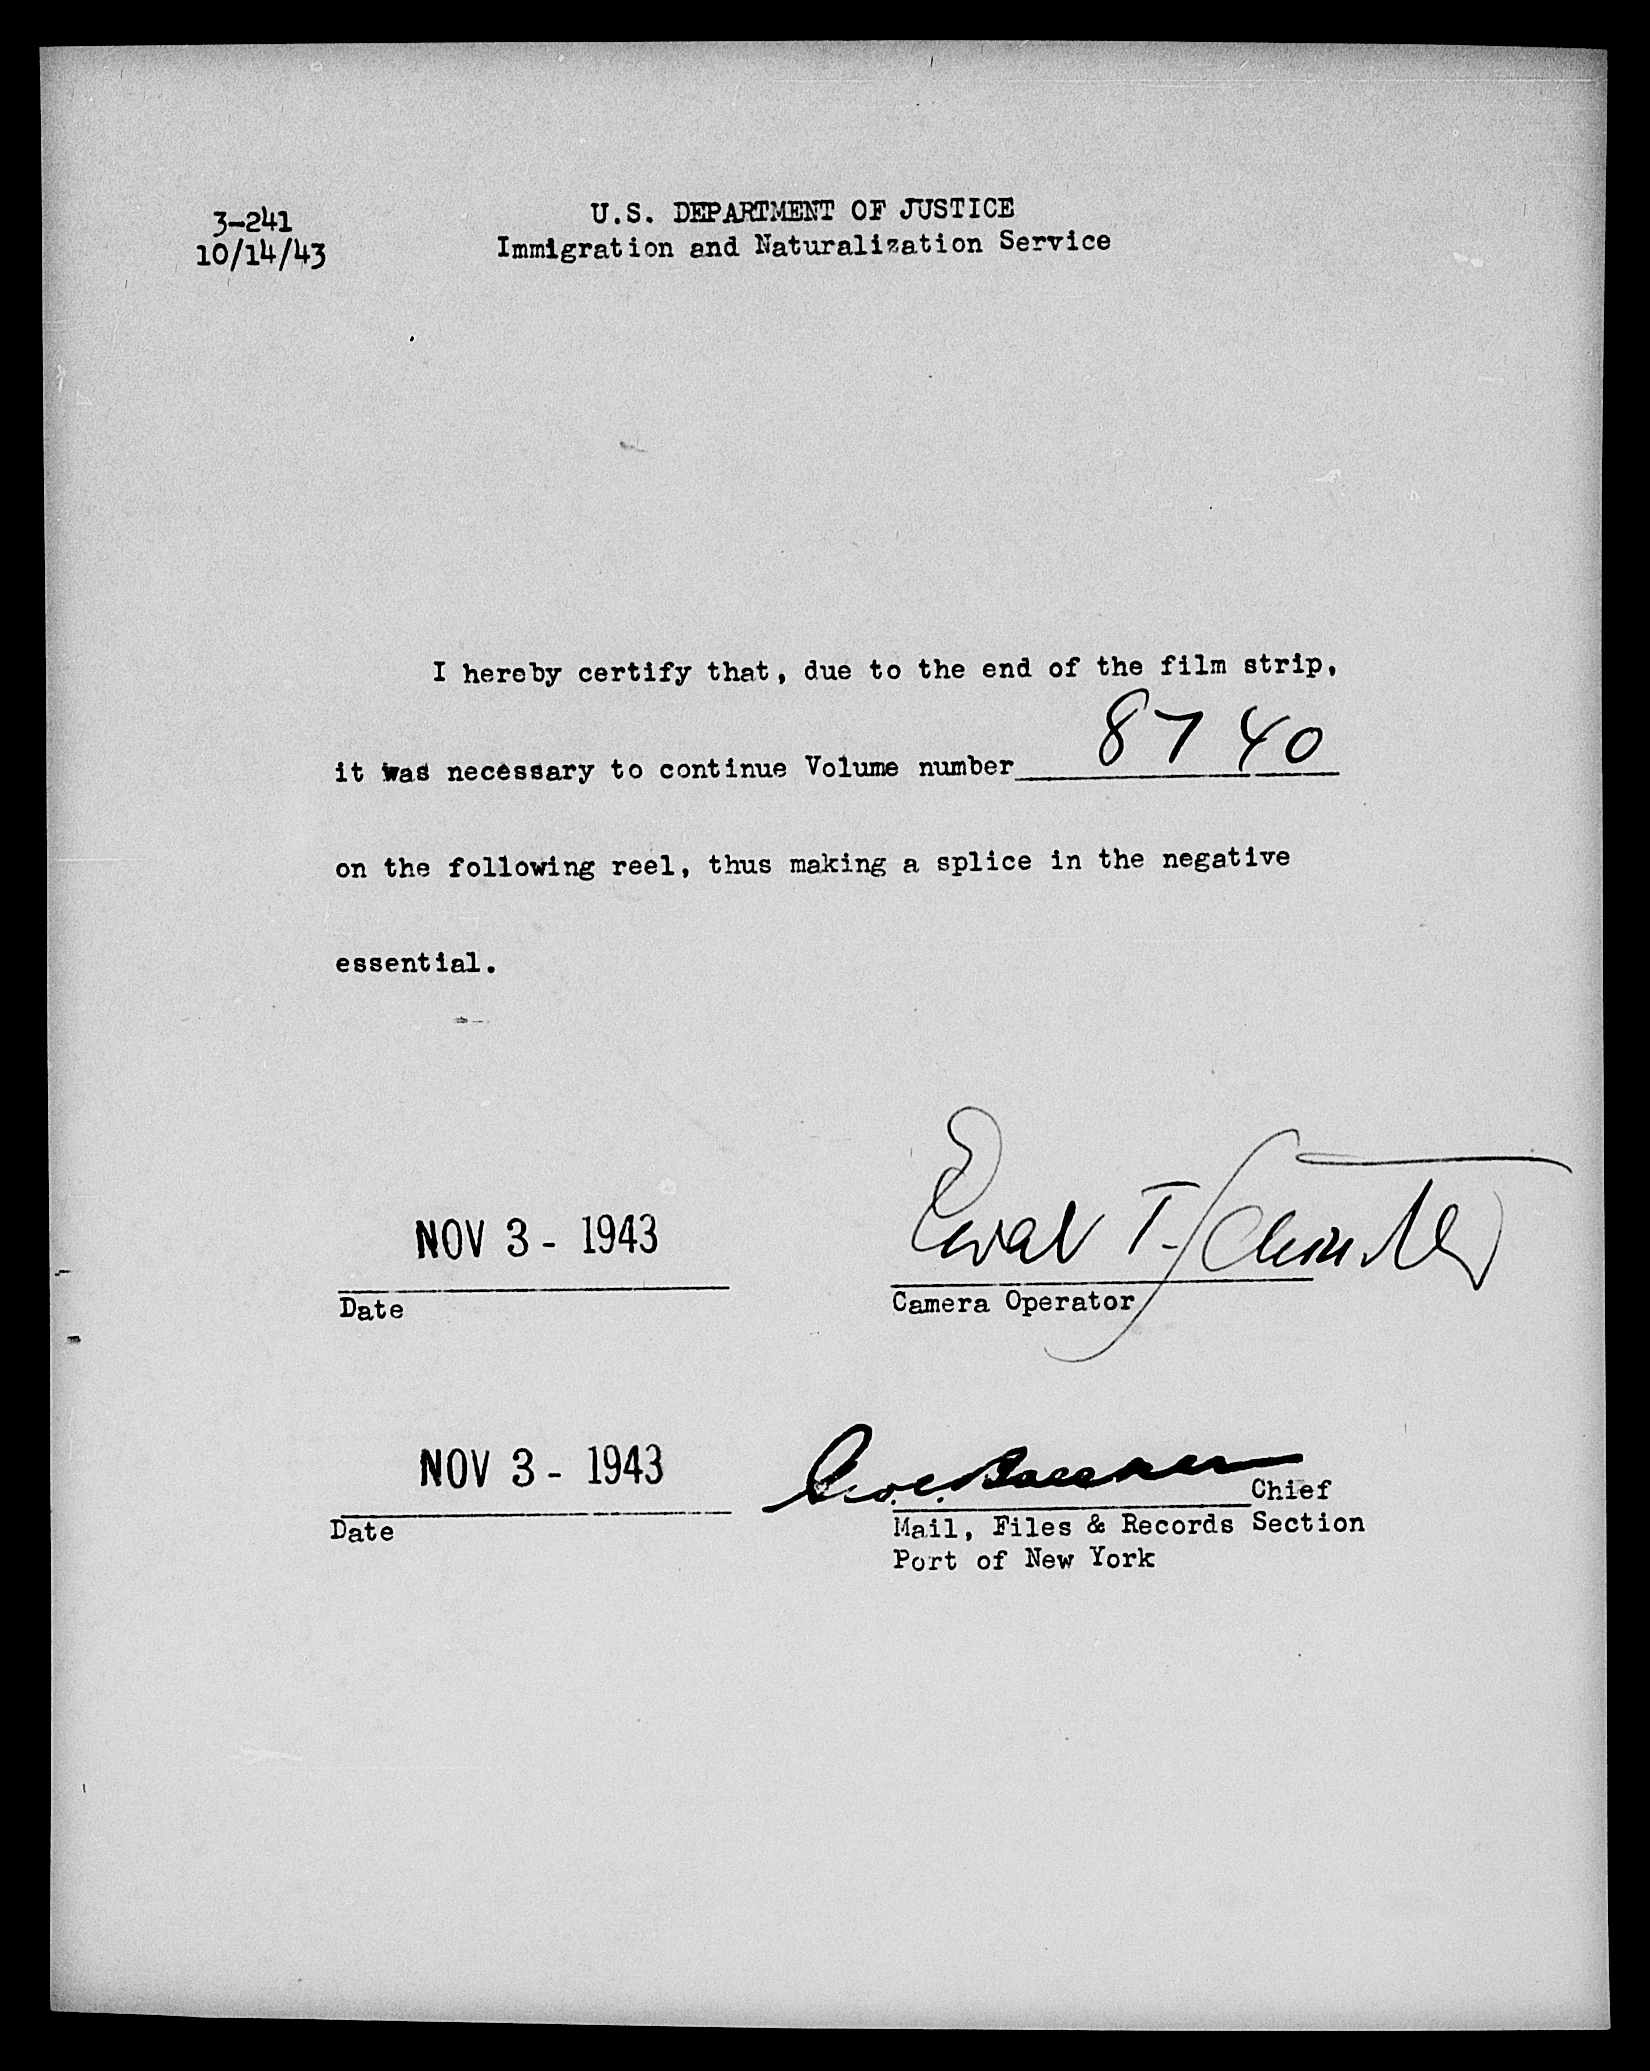 3-241
10/14/43
U.S. DEPARTMENT OF JUSTICE
Immigration and Naturalization Service
I hereby certify that, due to the end of the film strip,
it was necessary to continue Volume number 8740
on the following reel, thus making a splice in the negative
essential.
NOV 3 - 1943
Date
T.
Camera Operator
NOV 3 - 1943
Date
Chief
Mail, Files & Records Section
Port of New York